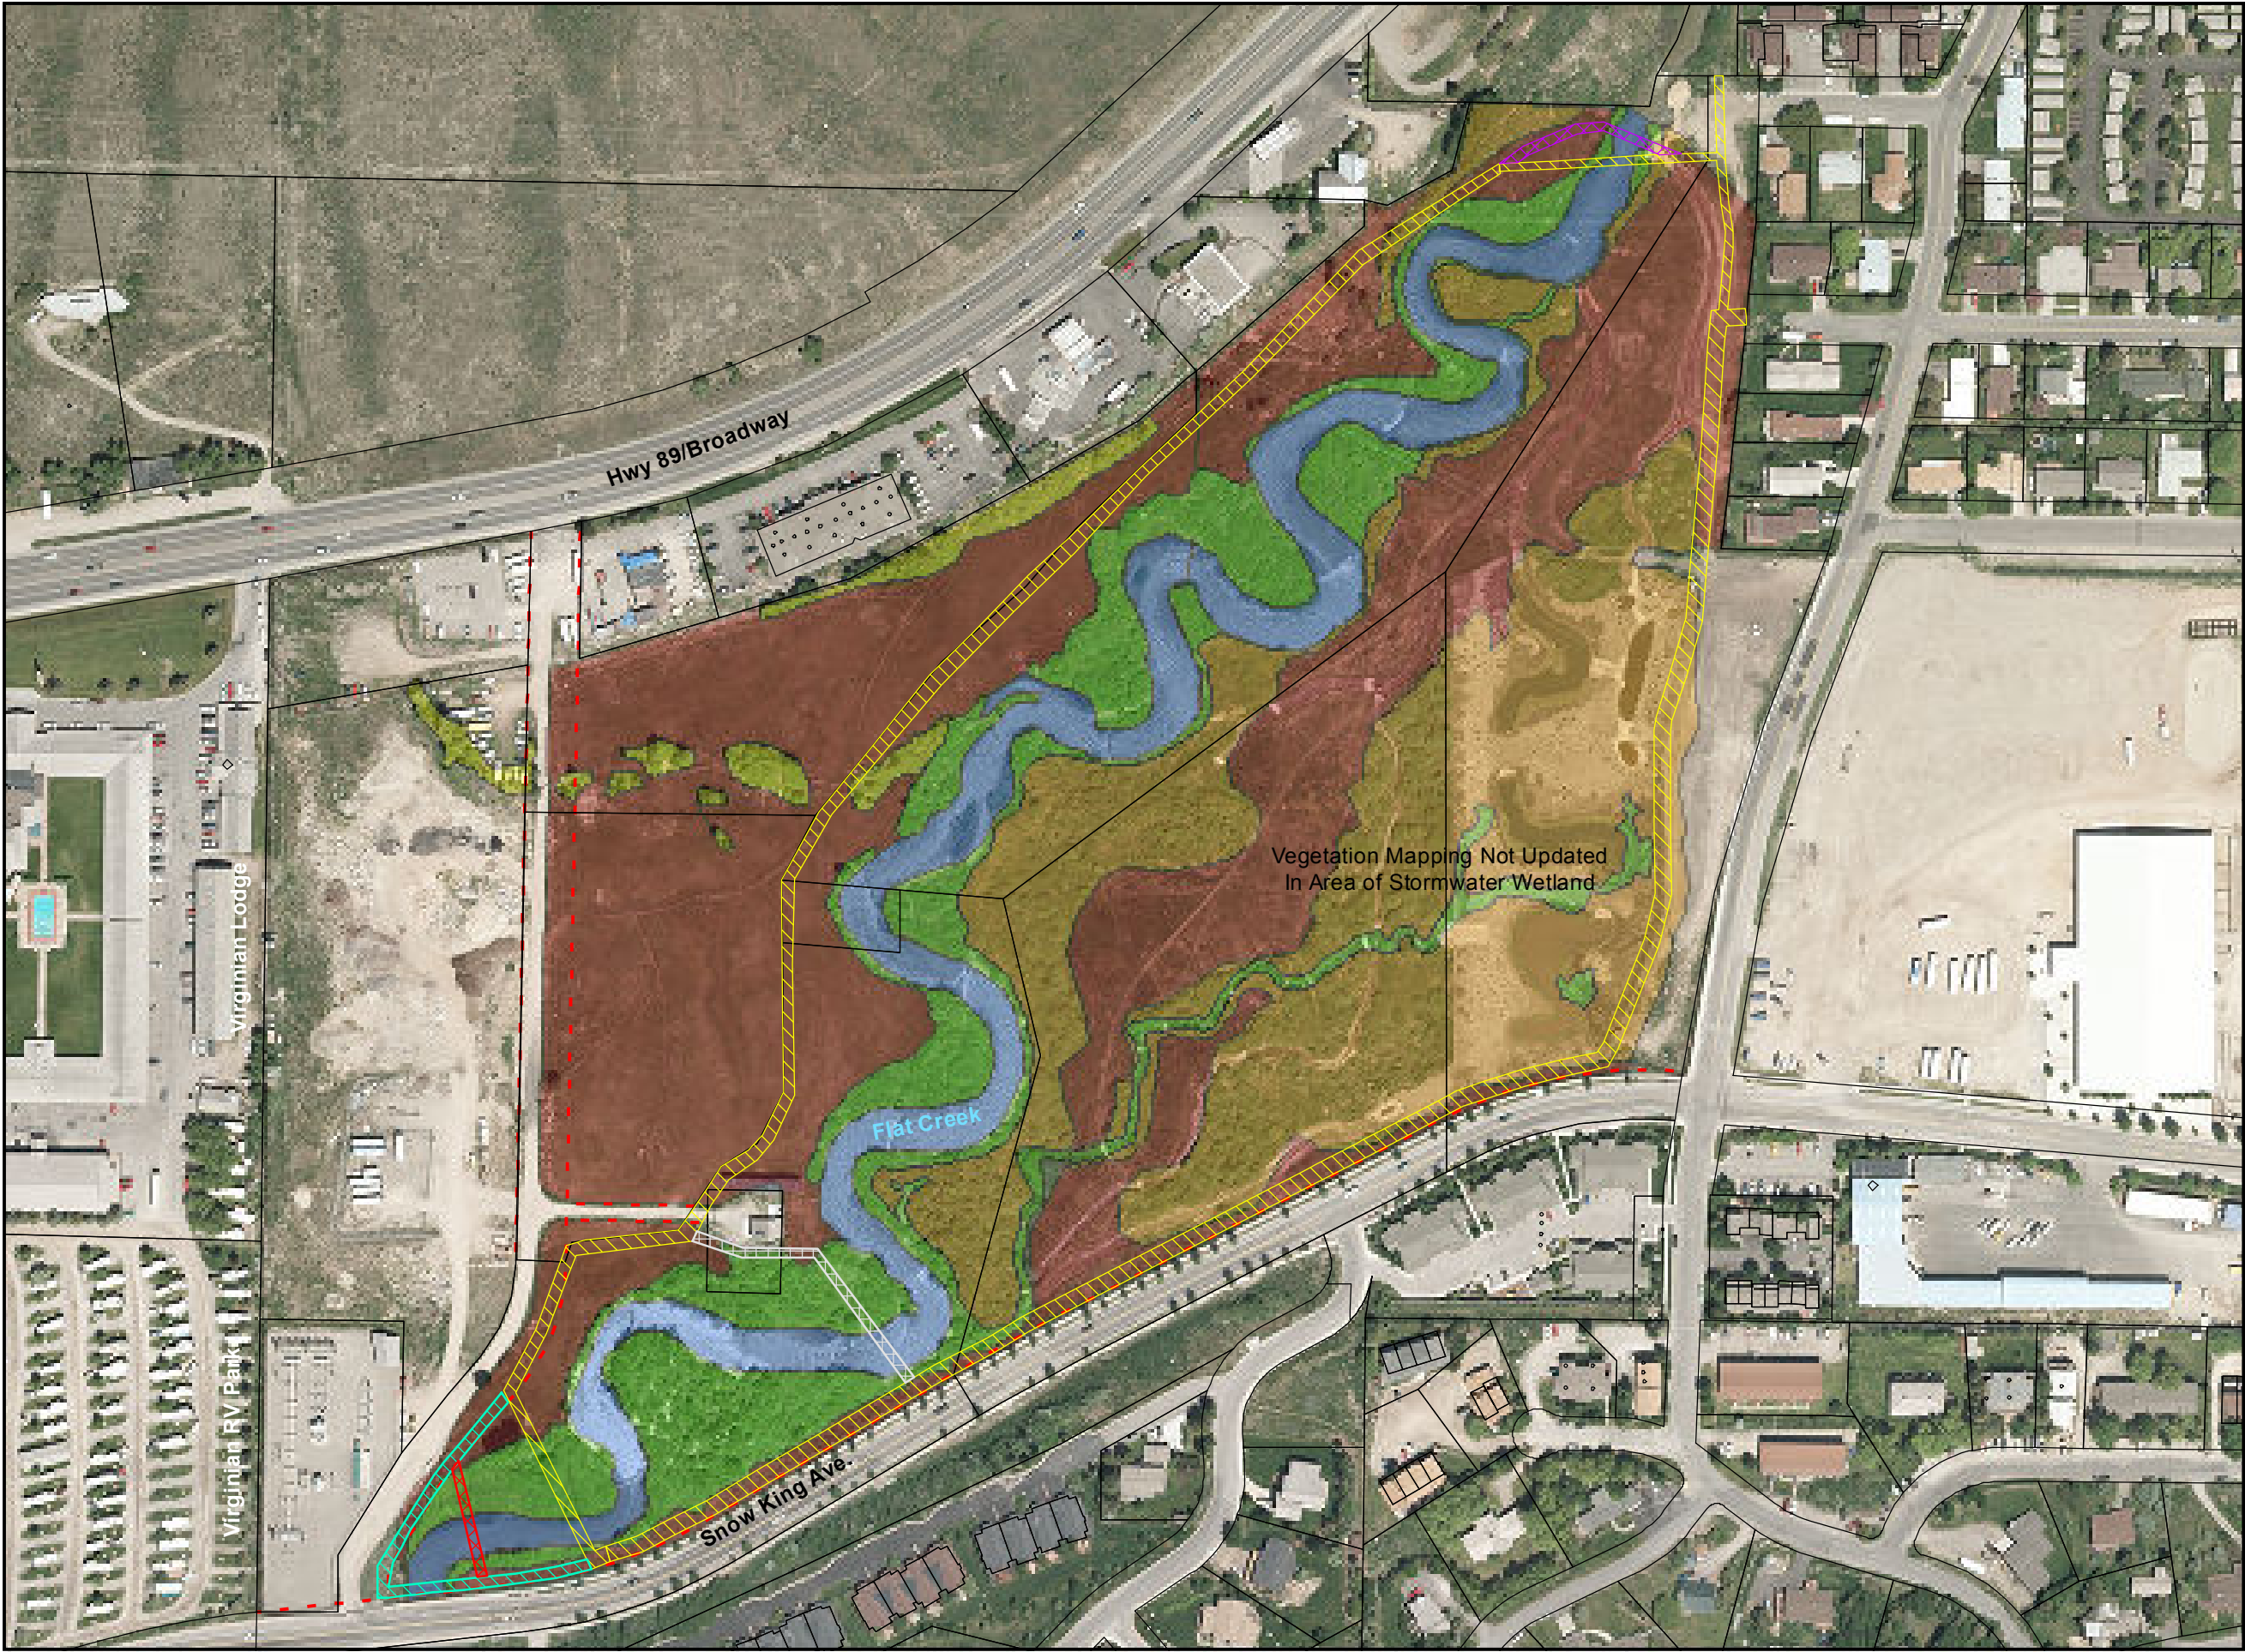 Hwy 89/Broadway
Virginian Lodge
Vegetation Mapping Not Updated
In Area of Stormwater Wetland
Flat Creek
Virginian RV Park
Snow King Ave.